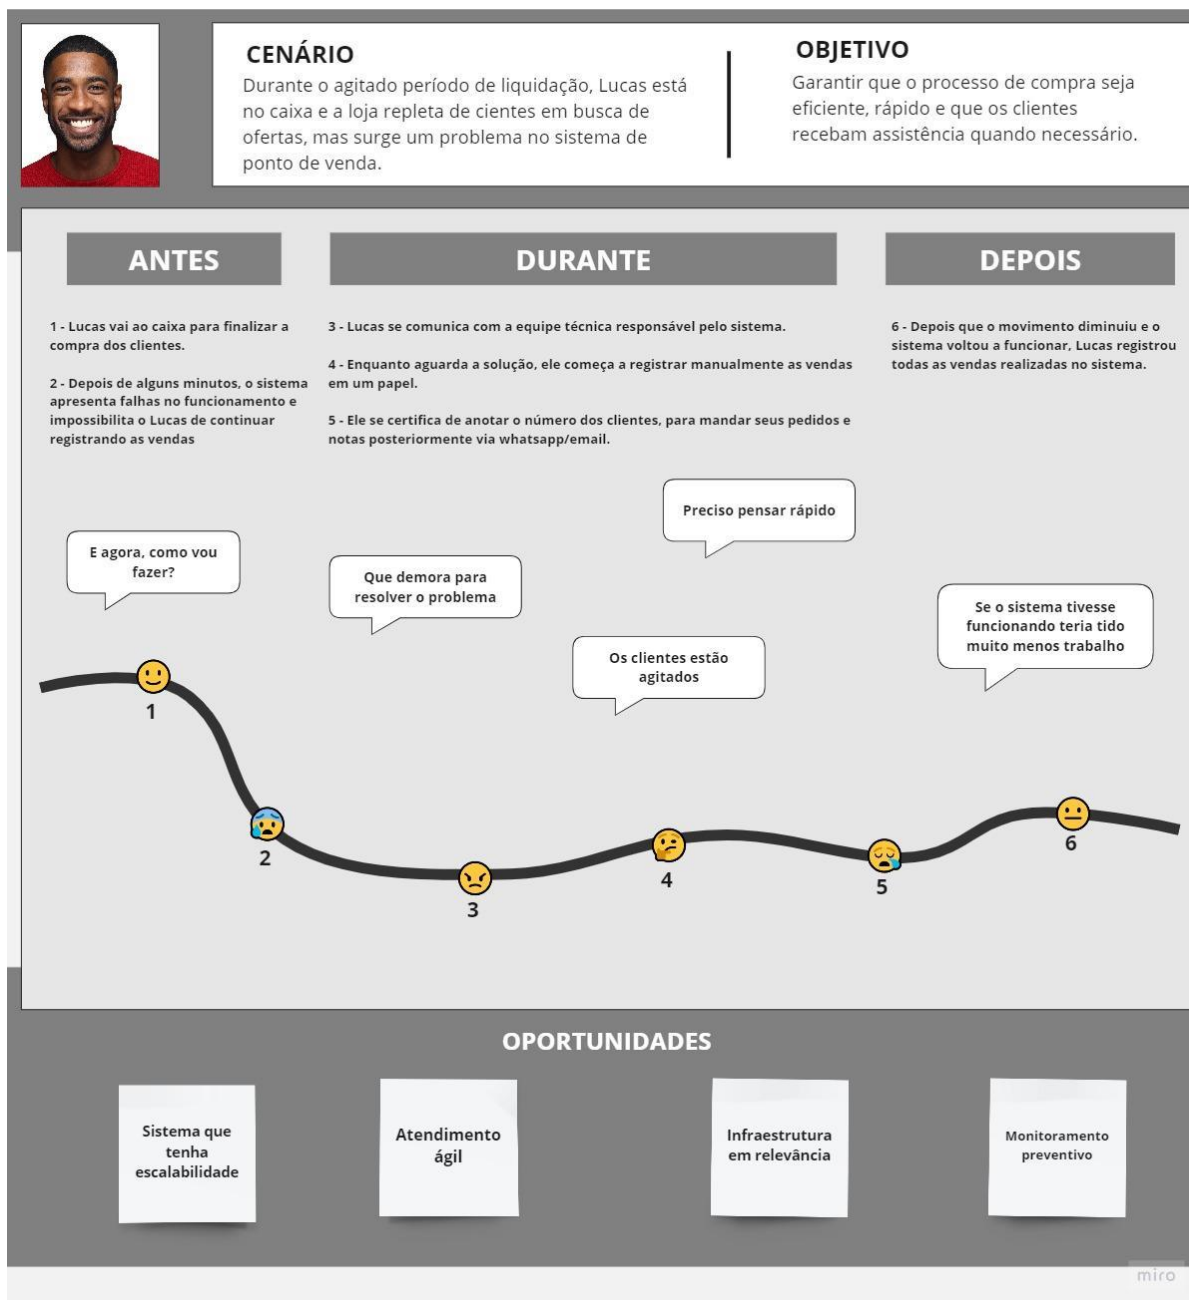 CENÁRIO
Durante o agitado período de liquidação, Lucas está
no caixa e a loja repleta de cientes em busca de
ofertas, mas surge um problema no sistema de
ponto de venda.
OBJETIVO
Garantir que o processo de compra seja
eficiente, rápido e que os clientes
recebam assistência quando necessário.
ANTES
1 - Lucas vai ao caixa para finalizar a
compra dos clientes.
2 - Depois de alguns minutos, o sistema
apresenta falhas no funcionamento e
impossibilita o Lucas de continuar
registrando as vendas
DURANTE
3 - Lucas se comunica com a equipe técnica responsável pelo sistema.
4 - Enquanto aguarda a solução, ele começa a registrar manualmente as vendas
em um papel.
5 - Ele se certifica de anotar o número dos clientes, para mandar seus pedidos e
notas posteriormente via whatsapp/email.
DEPOIS
6 - Depois que o movimento diminuiu e o
sistema voltou a funcionar, Lucas registrou
todas as vendas realizadas no sistema.
E agora, como vou
fazer?
Que demora para
resolver o problema
Preciso pensar rápido
Os clientes estão
agitados
Se o sistema tivesse
funcionando teria tido
muito menos trabalho
1
2
3
4
5
6
OPORTUNIDADES
Sistema que
tenha
escalabilidade
Atendimento
ágil
Infraestrutura
em relevância
Monitoramento
preventivo
miro